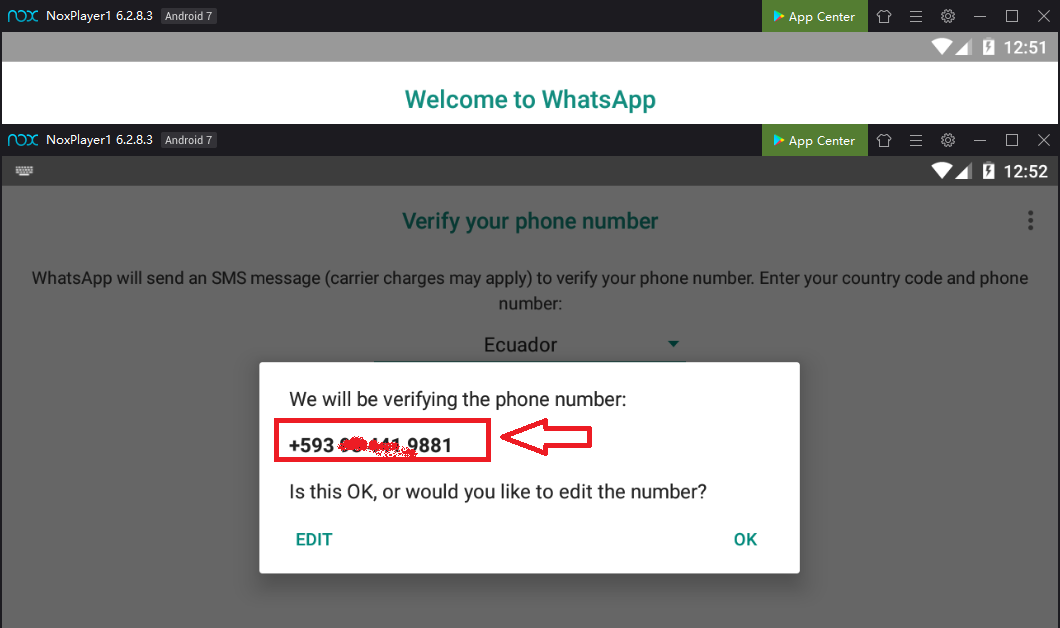 nox NoxPlayer1 6.2.8.3 Android 7 App Center
12:51
Welcome to WhatsApp
nox NoxPlayer1 6.2.8.3 Android 7 App Center
12:52
Verify your phone number
WhatsApp will send an SMS message (carrier charges may apply) to verify your phone number. Enter your country code and phone
number:
Ecuador
We will be verifying the phone number:
+593 9881
Is this OK, or would you like to edit the number?
EDIT OK